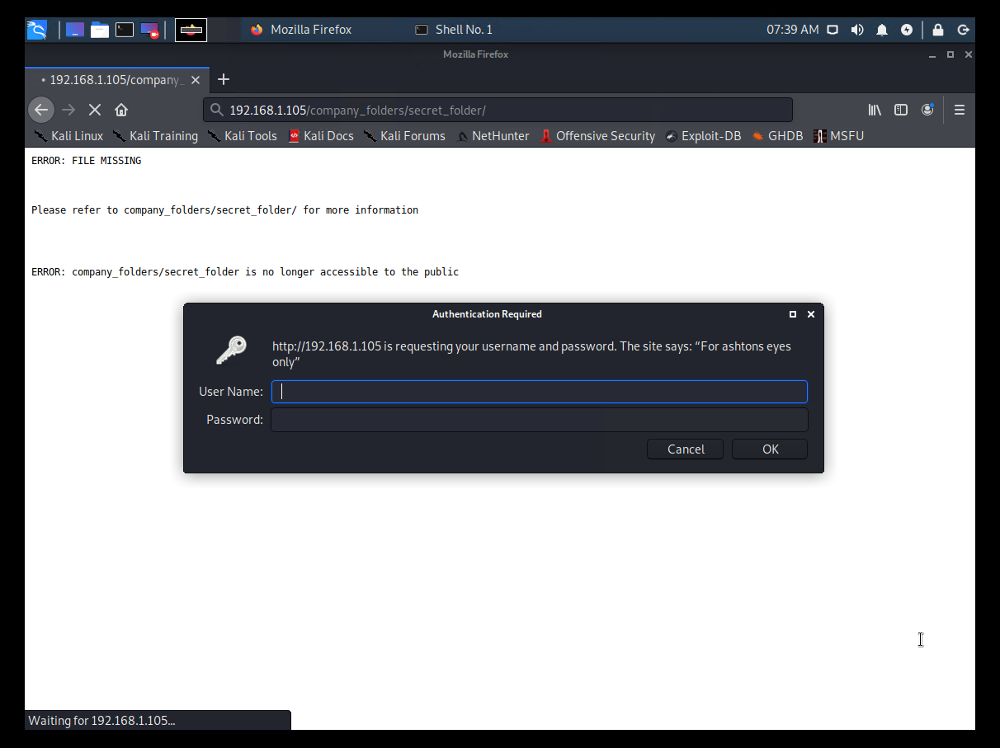 Mozilla Firefox
Shell No. 1
07:39 AM
Mozilla Firefox
192.168.1.105/company_
192.168.1.105/company_folders/secret_folder/
Kali Linux
Kali Training
Kali Tools
Kali Docs
Kali Forums
NetHunter
Offensive Security
Exploit-DB
GHDB
MSFU
ERROR: FILE MISSING
Please refer to company_folders/secret_folder/ for more information
ERROR: company_folders/secret_folder is no longer accessible to the public
Authentication Required
http://192.168.1.105 is requesting your username and password. The site says: “For ashtons eyes
only”
User Name:
Password:
Cancel
OK
Waiting for 192.168.1.105...